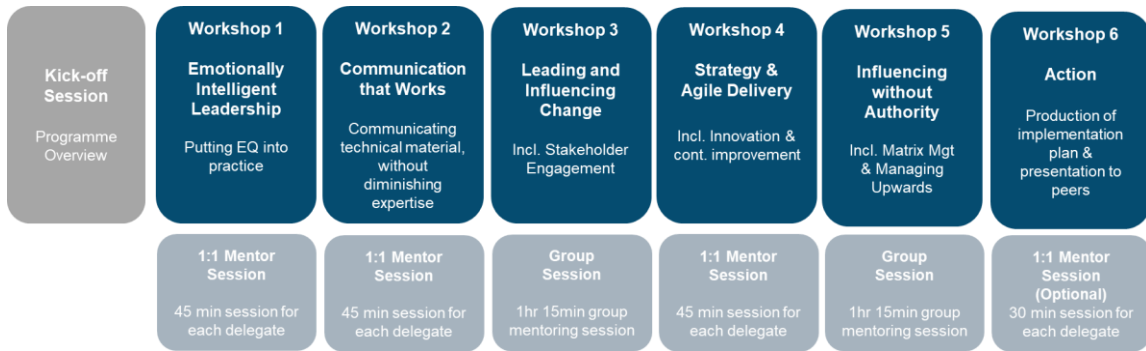 Kick-off
Session
Programme
Overview
Workshop 1
Emotionally
Intelligent
Leadership
Putting EQ into
practice
Workshop 2
Communication
that Works
Communicating
technical material,
without
diminishing
expertise
Workshop 3
Leading and
Influencing
Change
Incl. Stakeholder
Engagement
Workshop 4
Strategy &
Agile Delivery
Incl. Innovation &
cont. improvement
Workshop 5
Influencing
without
Authority
Incl. Matrix Mgt
& Managing
Upwards
Workshop 6
Action
Production of
implementation
plan &
presentation to
peers
1:1 Mentor
Session
45 min session for
each delegate
1:1 Mentor
Session
45 min session for
each delegate
Group
Session
1hr 15min group
mentoring session
1:1 Mentor
Session
45 min session for
each delegate
Group
Session
1hr 15min group
mentoring session
1:1 Mentor
Session
(Optional)
30 min session for
each delegate